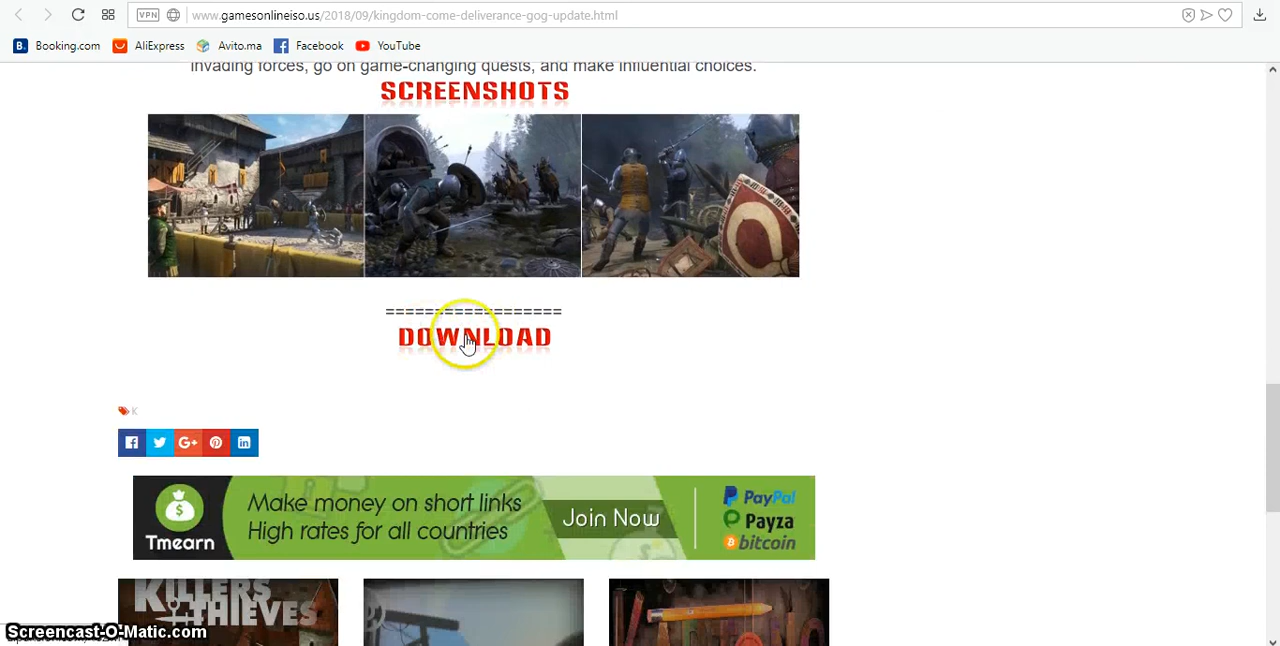 VPN www.gamesonlineiso.us/2018/09/kingdom-come-deliverance-gog-update.html
B. Booking.com AliExpress Avito.ma Facebook YouTube
invading forces, go on game-changing quests, and make influential choices.
SCREENSHOTS
==================
DOWNLOAD
K
G+
Make money on short links
High rates for all countries
Tmearn
Join Now
PayPal
Payza
bitcoin
KILLERS
THIEVES
Screencast-O-Matic.com